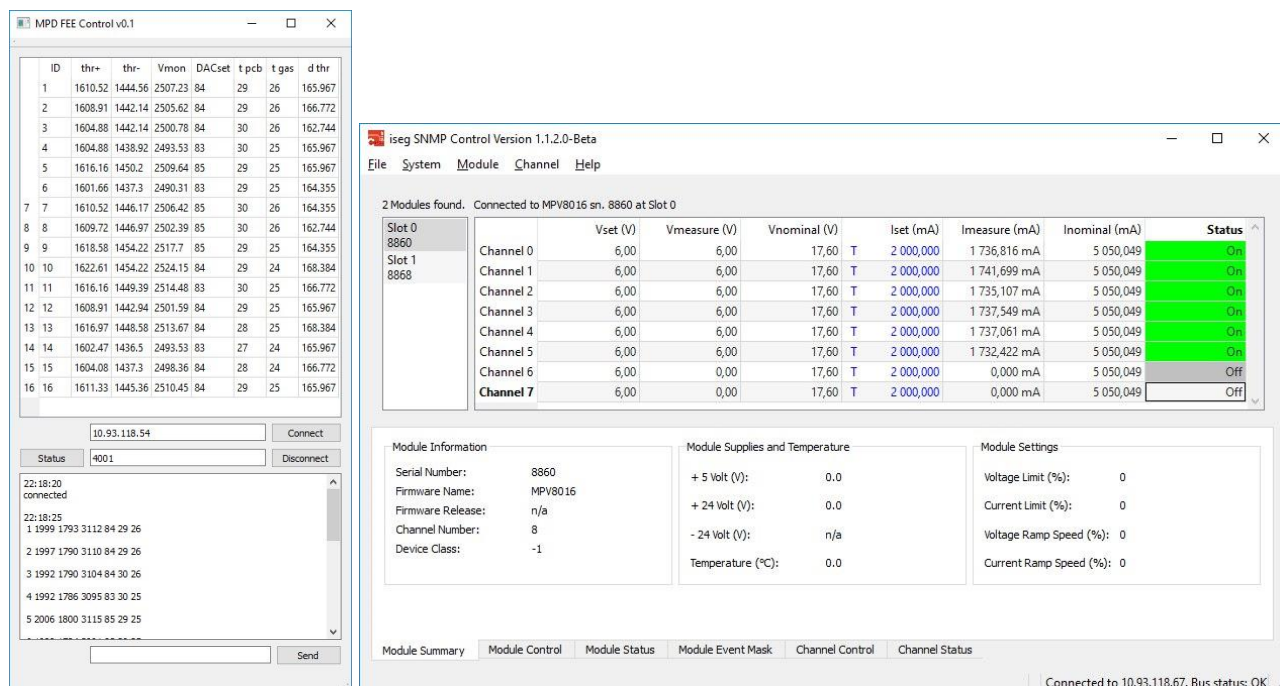 MPD FEE Control v0.1
ID thr+ thr- Vmon DACset t pcb t gas d thr
1 1610.52 1444.56 2507.23 84 29 26 165.967
2 1608.91 1442.14 2505.62 84 29 26 166.772
3 1604.88 1442.14 2500.78 84 30 26 162.744
4 1604.88 1438.92 2493.53 83 30 25 165.967
5 1616.16 1450.2 2509.64 85 29 25 165.967
6 1601.66 1437.3 2490.31 83 29 25 164.355
7 7 1610.52 1446.17 2506.42 85 30 26 164.355
8 8 1609.72 1446.97 2502.39 85 30 26 162.744
9 9 1618.58 1454.22 2517.7 85 29 25 164.355
10 10 1622.61 1454.22 2524.15 84 29 24 168.384
11 11 1616.16 1449.39 2514.48 83 30 25 166.772
12 12 1608.91 1442.94 2501.59 84 29 25 165.967
13 13 1616.97 1448.58 2513.67 84 28 25 168.384
14 14 1602.47 1436.5 2493.53 83 27 24 165.967
15 15 1604.08 1437.3 2498.36 84 28 24 166.772
16 16 1611.33 1445.36 2510.45 84 29 25 165.967
10.93.118.54 Connect
Status 4001 Disconnect
22:18:20
connected
22:18:25
1 1999 1793 3112 84 29 26
2 1997 1790 3110 84 29 26
3 1992 1790 3104 84 30 26
4 1992 1786 3095 83 30 25
5 2006 1800 3115 85 29 25
Send
iseg SNMP Control Version 1.1.2.0-Beta
File System Module Channel Help
2 Modules found. Connected to MPV8016 sn. 8860 at Slot 0
Slot 0
8860
Slot 1
8868
Vset (V) Vmeasure (V) Vnominal (V) Iset (mA) Imeasure (mA) Inominal (mA) Status
Channel 0 6,00 6,00 17,60 T 2 000,000 1 736,816 mA 5 050,049 On
Channel 1 6,00 6,00 17,60 T 2 000,000 1 741,699 mA 5 050,049 On
Channel 2 6,00 6,00 17,60 T 2 000,000 1 735,107 mA 5 050,049 On
Channel 3 6,00 6,00 17,60 T 2 000,000 1 737,549 mA 5 050,049 On
Channel 4 6,00 6,00 17,60 T 2 000,000 1 737,061 mA 5 050,049 On
Channel 5 6,00 6,00 17,60 T 2 000,000 1 732,422 mA 5 050,049 On
Channel 6 6,00 0,00 17,60 T 2 000,000 0,000 mA 5 050,049 Off
Channel 7 6,00 0,00 17,60 T 2 000,000 0,000 mA 5 050,049 Off
Module Information
Serial Number: 8860
Firmware Name: MPV8016
Firmware Release: n/a
Channel Number: 8
Device Class: -1
Module Supplies and Temperature
+ 5 Volt (V): 0.0
+ 24 Volt (V): 0.0
- 24 Volt (V): n/a
Temperature (°C): 0.0
Module Settings
Voltage Limit (%): 0
Current Limit (%): 0
Voltage Ramp Speed (%): 0
Current Ramp Speed (%): 0
Module Summary Module Control Module Status Module Event Mask Channel Control Channel Status
Connected to 10.93.118.67. Bus status: OK